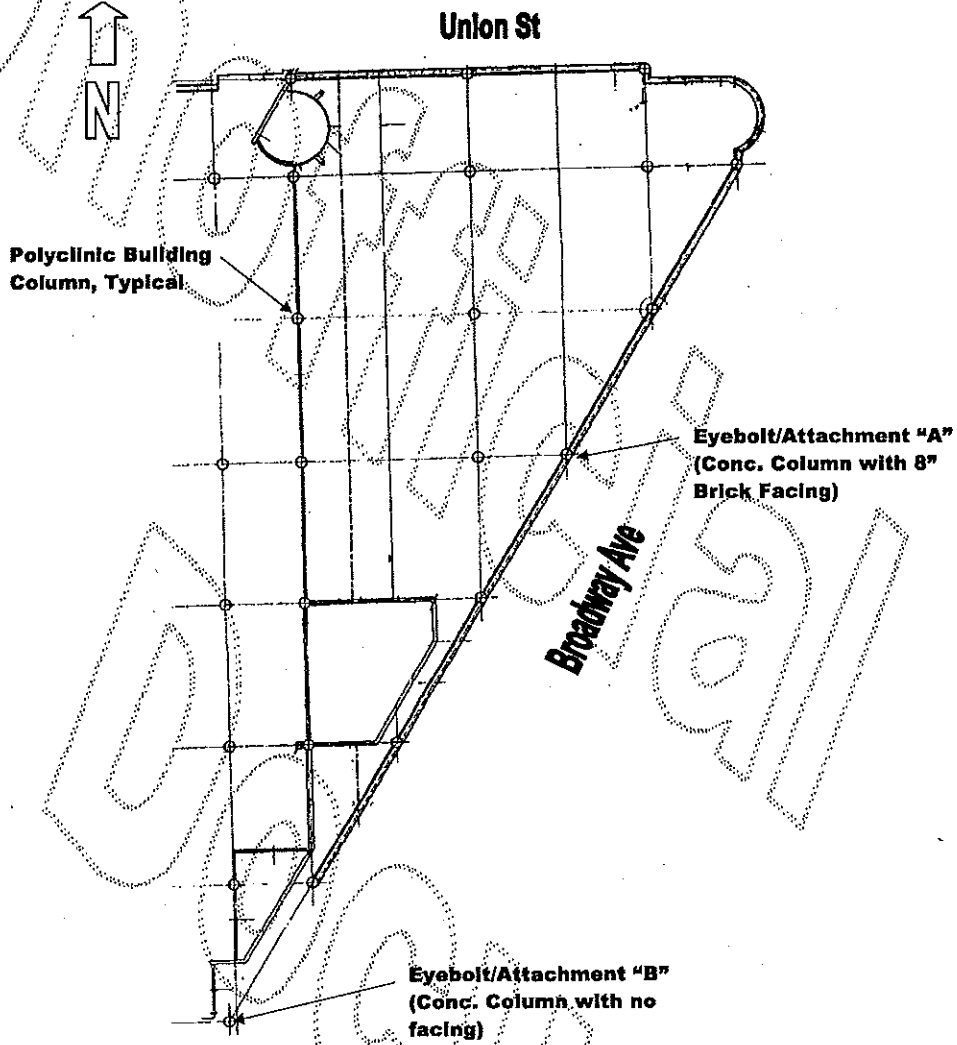 Union St
N
Polyclinic Building
Column, Typical
Eyebolt/Attachment "A"
(Conc. Column with 8"
Brick Facing)
Broadway Ave
Eyebolt/Attachment "B"
(Conc. Column with no
facing)